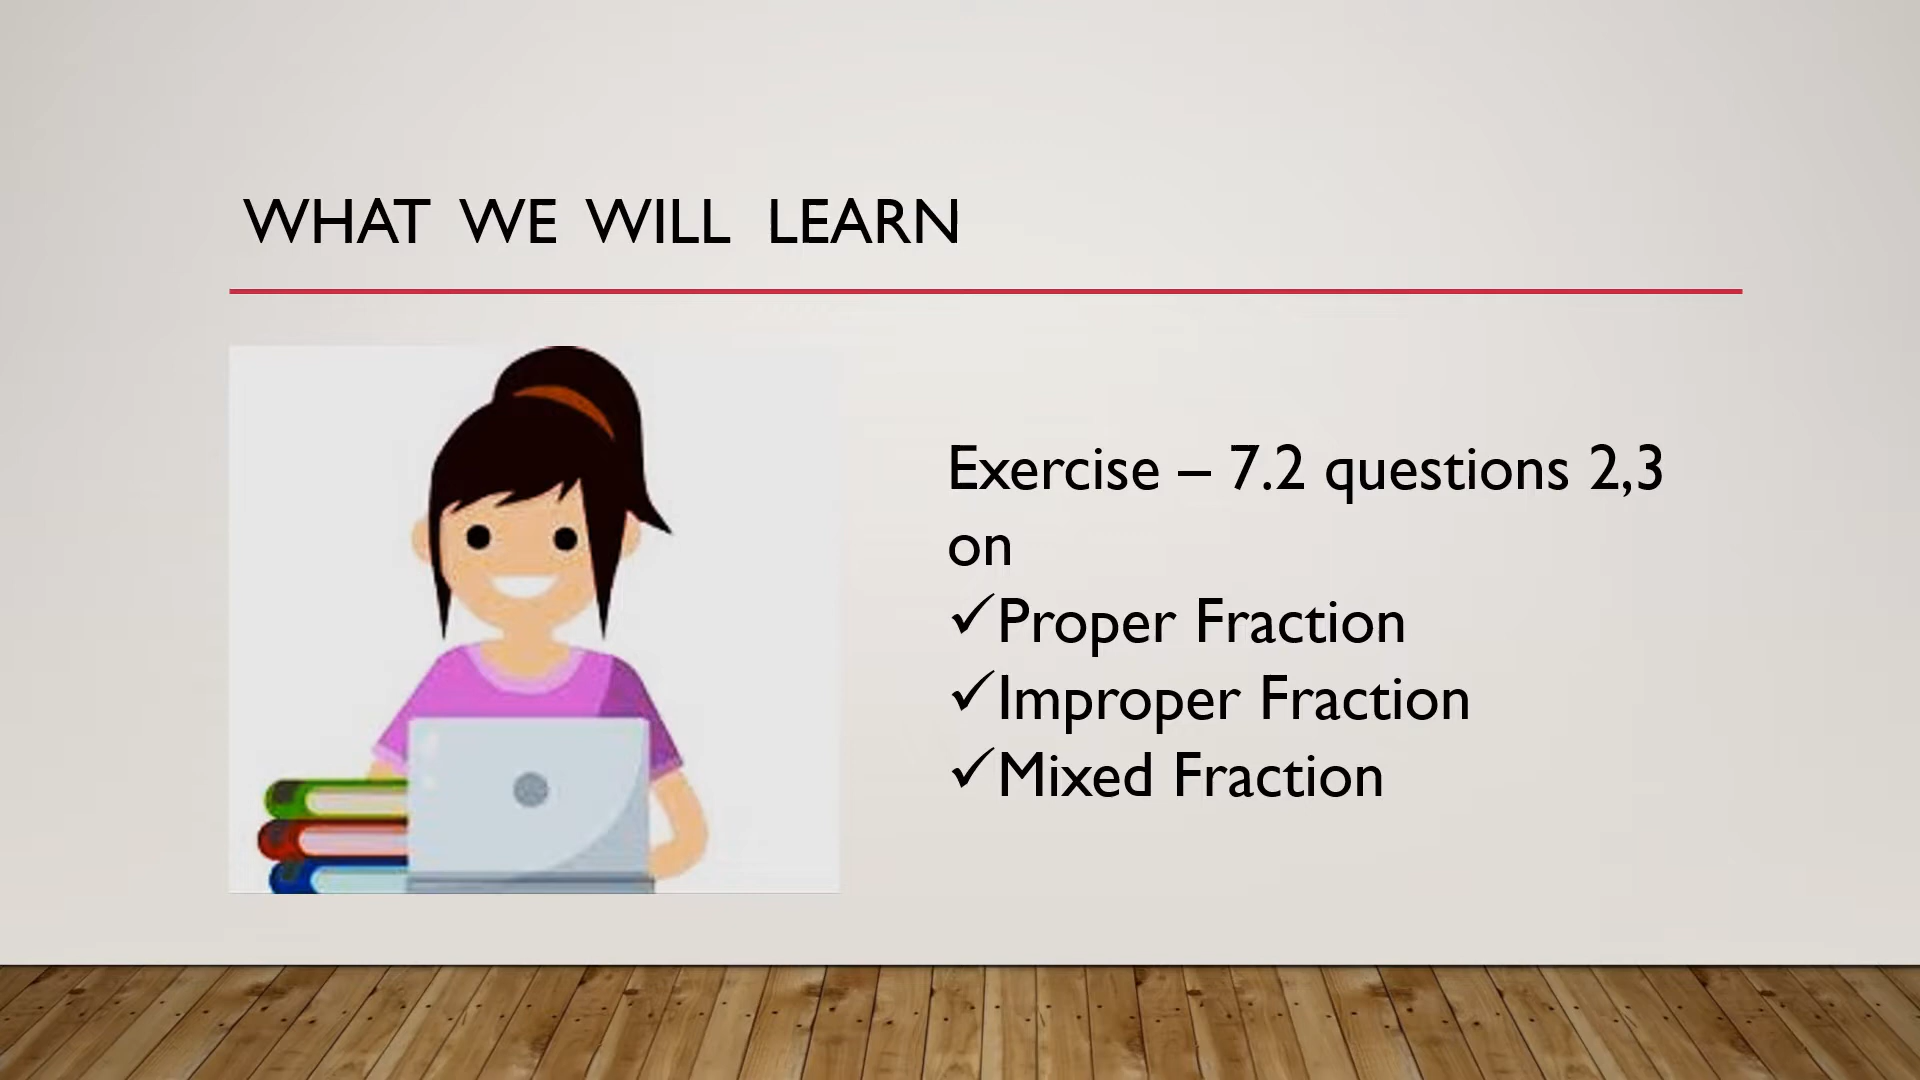 WHAT WE WILL LEARN
Exercise – 7.2 questions 2,3
on
✓Proper Fraction
✓Improper Fraction
✓Mixed Fraction